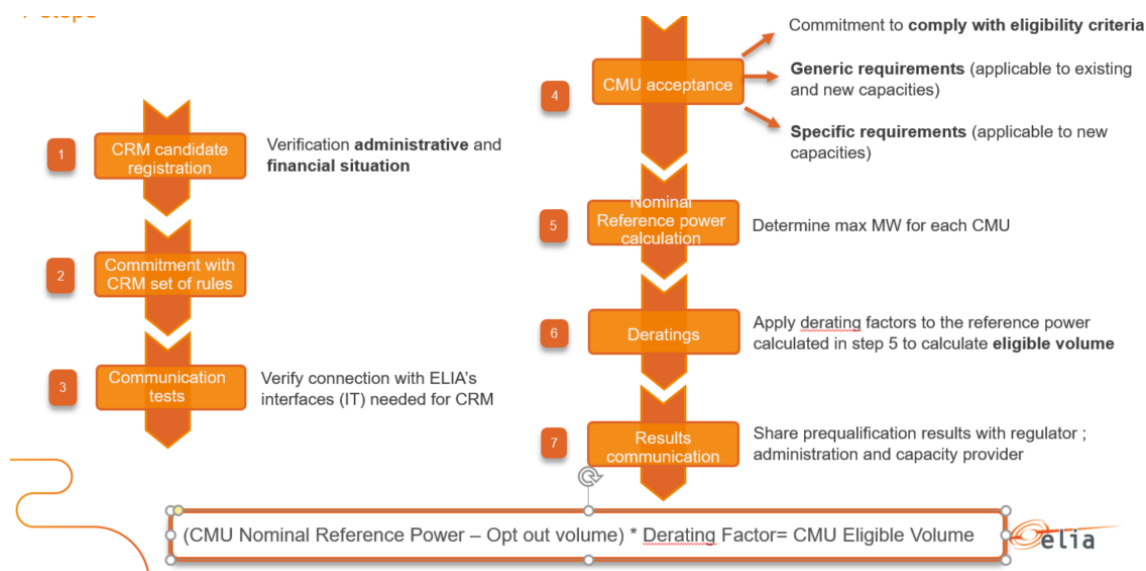 7 steps
1
CRM candidate
registration
Verification administrative and
financial situation
2
Commitment with
CRM set of rules
3
Communication
tests
Verify connection with ELIA's
interfaces (IT) needed for CRM
4
CMU acceptance
Commitment to comply with eligibility criteria
Generic requirements (applicable to existing
and new capacities)
Specific requirements (applicable to new
capacities)
5
Nominal
Reference power
calculation
Determine max MW for each CMU
6
Deratings
Apply derating factors to the reference power
calculated in step 5 to calculate eligible volume
7
Results
communication
Share prequalification results with regulator ;
administration and capacity provider
(CMU Nominal Reference Power – Opt out volume) * Derating Factor= CMU Eligible Volume
elia